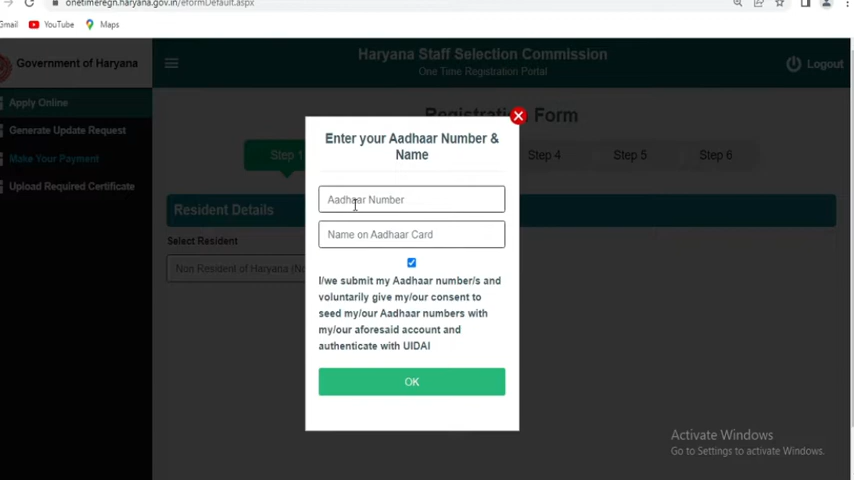 onetimeregn.haryana.gov.in/eformDefault.aspx
Gmail
YouTube
Maps
Government of Haryana
Haryana Staff Selection Commission
One Time Registration Portal
Logout
Apply Online
Generate Update Request
Make Your Payment
Upload Required Certificate
Registration Form
Step 1
Step 4
Step 5
Step 6
Resident Details
Select Resident
Non Resident of Haryana
Enter your Aadhaar Number &
Name
Aadhaar Number
Name on Aadhaar Card
I/we submit my Aadhaar number/s and
voluntarily give my/our consent to
seed my/our Aadhaar numbers with
my/our aforesaid account and
authenticate with UIDAI
OK
Activate Windows
Go to Settings to activate Windows.